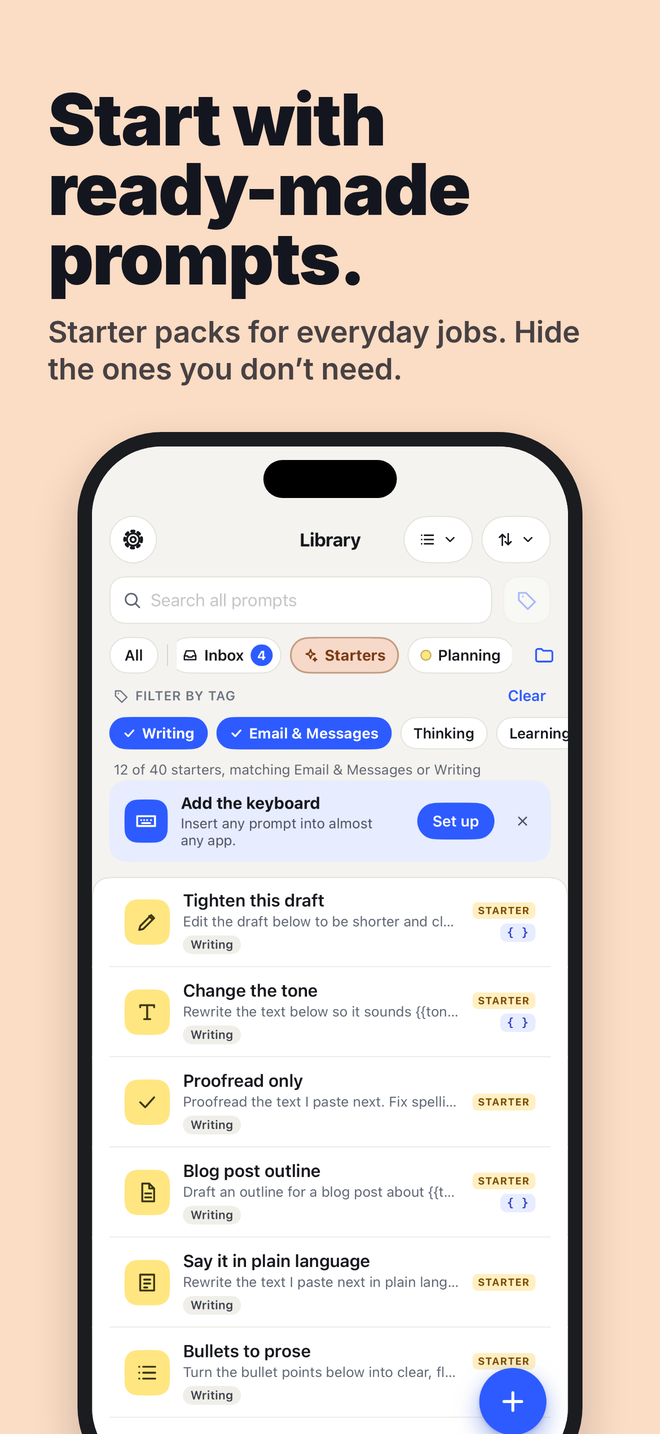 Start with
ready-made
prompts.
Starter packs for everyday jobs. Hide
the ones you don’t need.
Library
Search all prompts
All
Inbox 4
Starters
Planning
FILTER BY TAG
Clear
Writing
Email & Messages
Thinking
Learning
12 of 40 starters, matching Email & Messages or Writing
Add the keyboard
Insert any prompt into almost
any app.
Set up
Tighten this draft
Edit the draft below to be shorter and cl...
Writing
STARTER
{ }
Change the tone
Rewrite the text below so it sounds {{ton...
Writing
STARTER
{ }
Proofread only
Proofread the text I paste next. Fix spelli...
Writing
STARTER
Blog post outline
Draft an outline for a blog post about {{t...
Writing
STARTER
{ }
Say it in plain language
Rewrite the text I paste next in plain lang...
Writing
STARTER
Bullets to prose
Turn the bullet points below into clear, fl...
Writing
STARTER